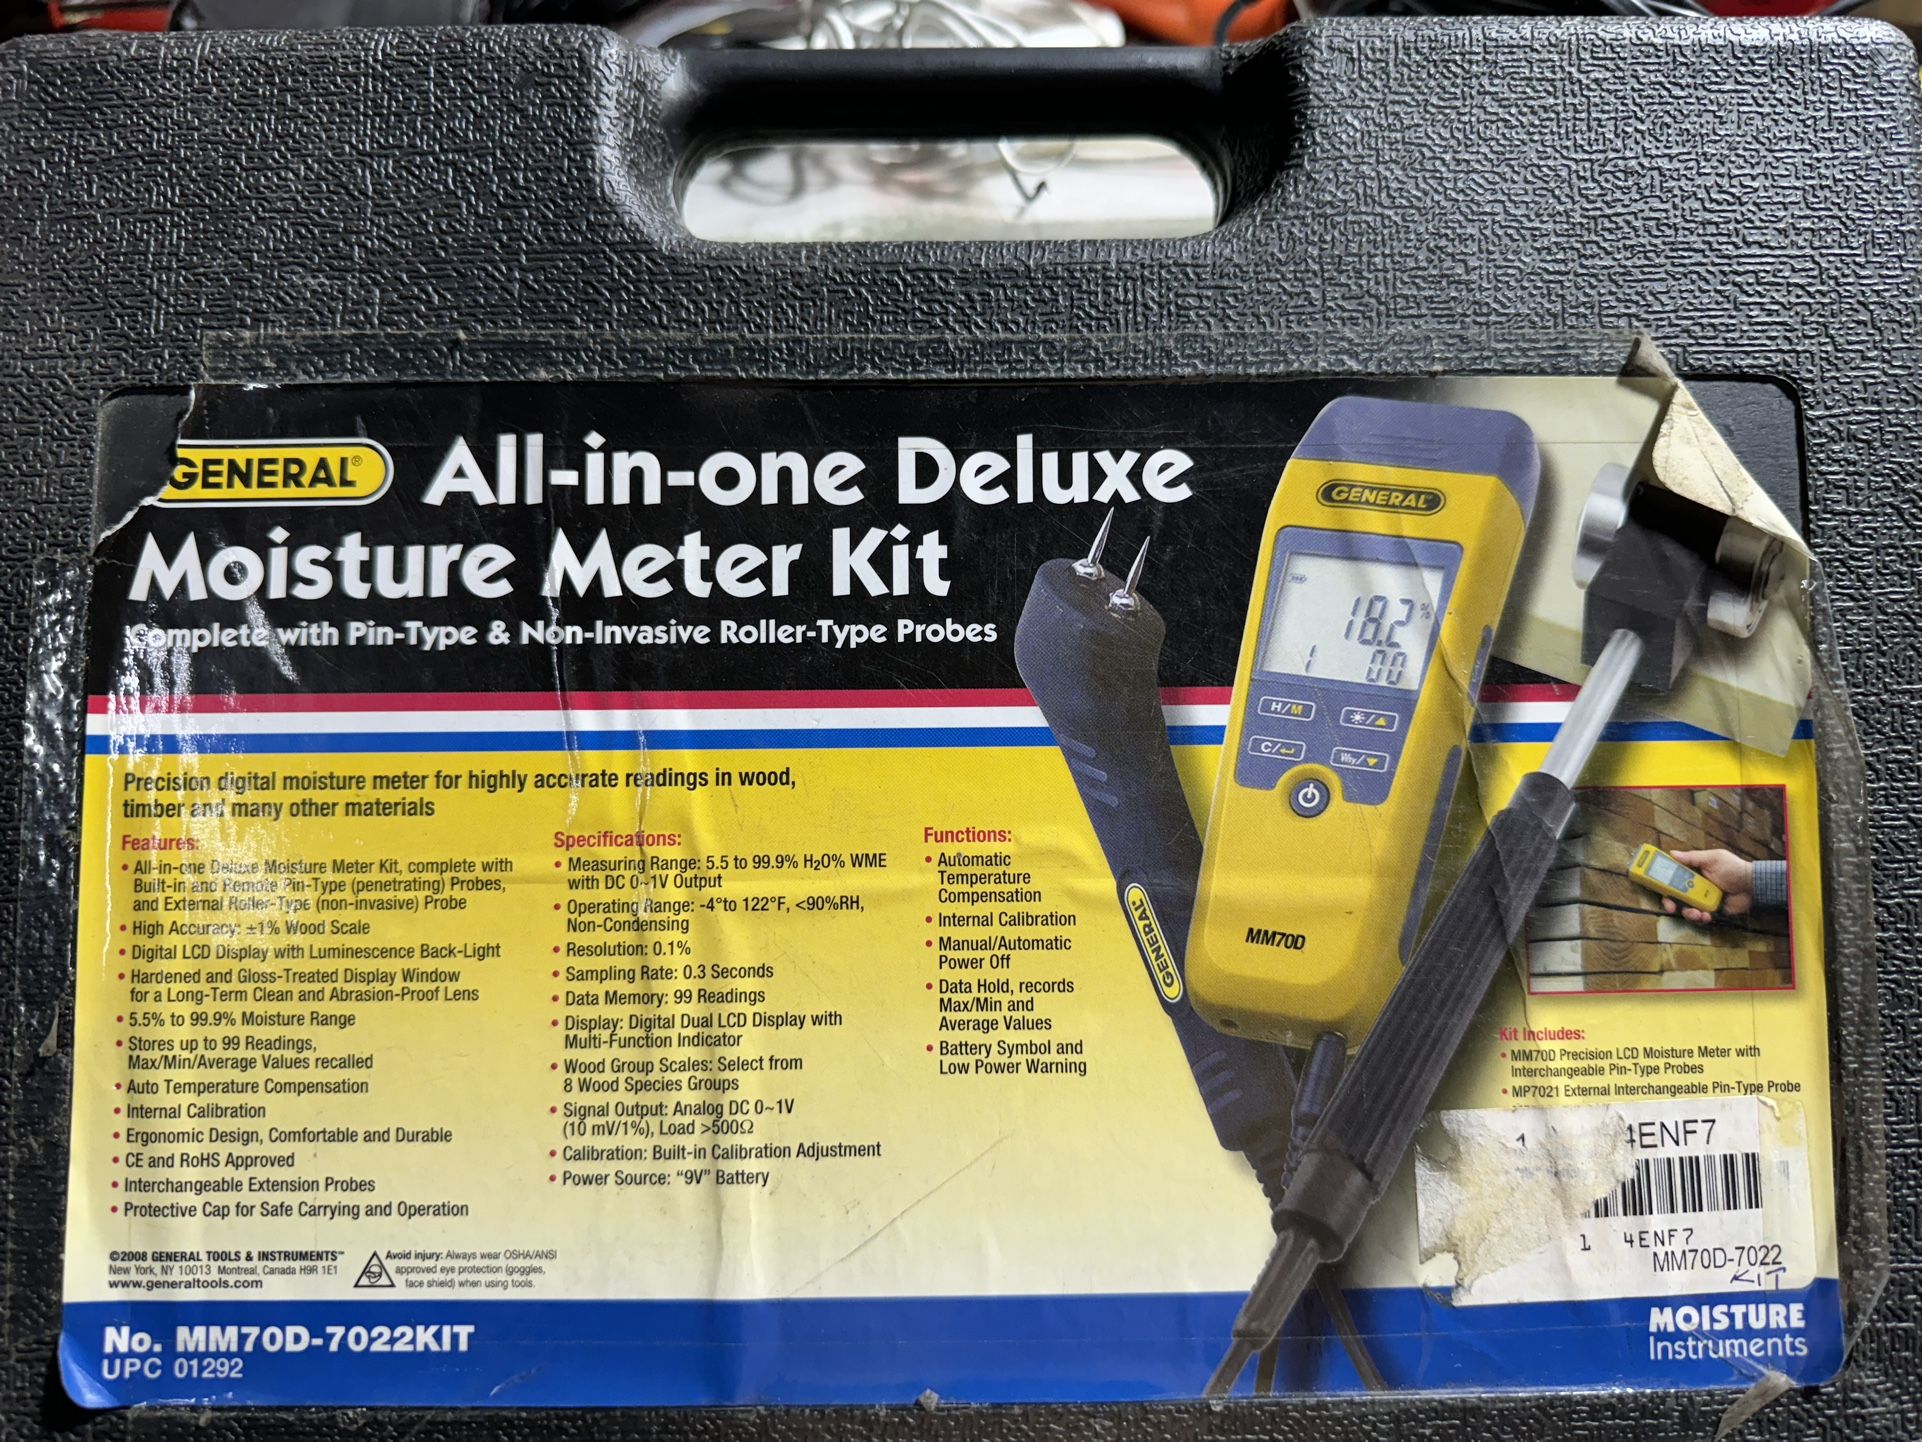 GENERAL® All-in-one Deluxe
Moisture Meter Kit
Complete with Pin-Type & Non-Invasive Roller-Type Probes
GENERAL
18.2%
1 00
H/M
C/
Why/
MM70D
GENERAL
Precision digital moisture meter for highly accurate readings in wood,
timber and many other materials
Features:
• All-in-one Deluxe Moisture Meter Kit, complete with
Built-in and Remote Pin-Type (penetrating) Probes,
and External Roller-Type (non-invasive) Probe
• High Accuracy: ±1% Wood Scale
• Digital LCD Display with Luminescence Back-Light
• Hardened and Gloss-Treated Display Window
for a Long-Term Clean and Abrasion-Proof Lens
• 5.5% to 99.9% Moisture Range
• Stores up to 99 Readings,
Max/Min/Average Values recalled
• Auto Temperature Compensation
• Internal Calibration
• Ergonomic Design, Comfortable and Durable
• CE and RoHS Approved
• Interchangeable Extension Probes
• Protective Cap for Safe Carrying and Operation
Specifications:
• Measuring Range: 5.5 to 99.9% H₂O% WME
with DC 0~1V Output
• Operating Range: -4°to 122°F, <90%RH,
Non-Condensing
• Resolution: 0.1%
• Sampling Rate: 0.3 Seconds
• Data Memory: 99 Readings
• Display: Digital Dual LCD Display with
Multi-Function Indicator
• Wood Group Scales: Select from
8 Wood Species Groups
• Signal Output: Analog DC 0~1V
(10 mV/1%), Load >500Ω
• Calibration: Built-in Calibration Adjustment
• Power Source: “9V” Battery
Functions:
• Automatic
Temperature
Compensation
• Internal Calibration
• Manual/Automatic
Power Off
• Data Hold, records
Max/Min and
Average Values
• Battery Symbol and
Low Power Warning
Kit Includes:
• MM70D Precision LCD Moisture Meter with
Interchangeable Pin-Type Probes
• MP7021 External Interchangeable Pin-Type Probe
4ENF7
1 4ENF7
MM70D-7022
KIT
©2008 GENERAL TOOLS & INSTRUMENTS™
New York, NY 10013 Montreal, Canada H9R 1E1
www.generaltools.com
Avoid injury: Always wear OSHA/ANSI
approved eye protection (goggles,
face shield) when using tools.
No. MM70D-7022KIT
UPC 01292
MOISTURE
Instruments